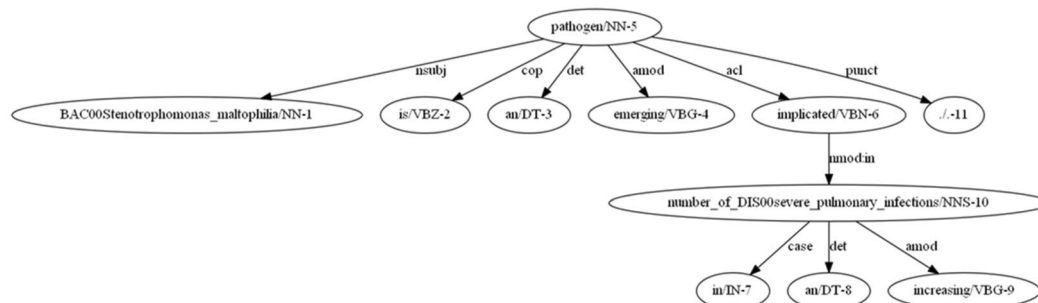 pathogen/NN-5
nsubj cop det amod acl punct
BAC00Stenotrophomonas_maltophilia/NN-1 is/VBZ-2 an/DT-3 emerging/VBG-4 implicated/VBN-6 ./.-11
nmod:in
number_of_DIS00severe_pulmonary_infections/NNS-10
case det amod
in/IN-7 an/DT-8 increasing/VBG-9